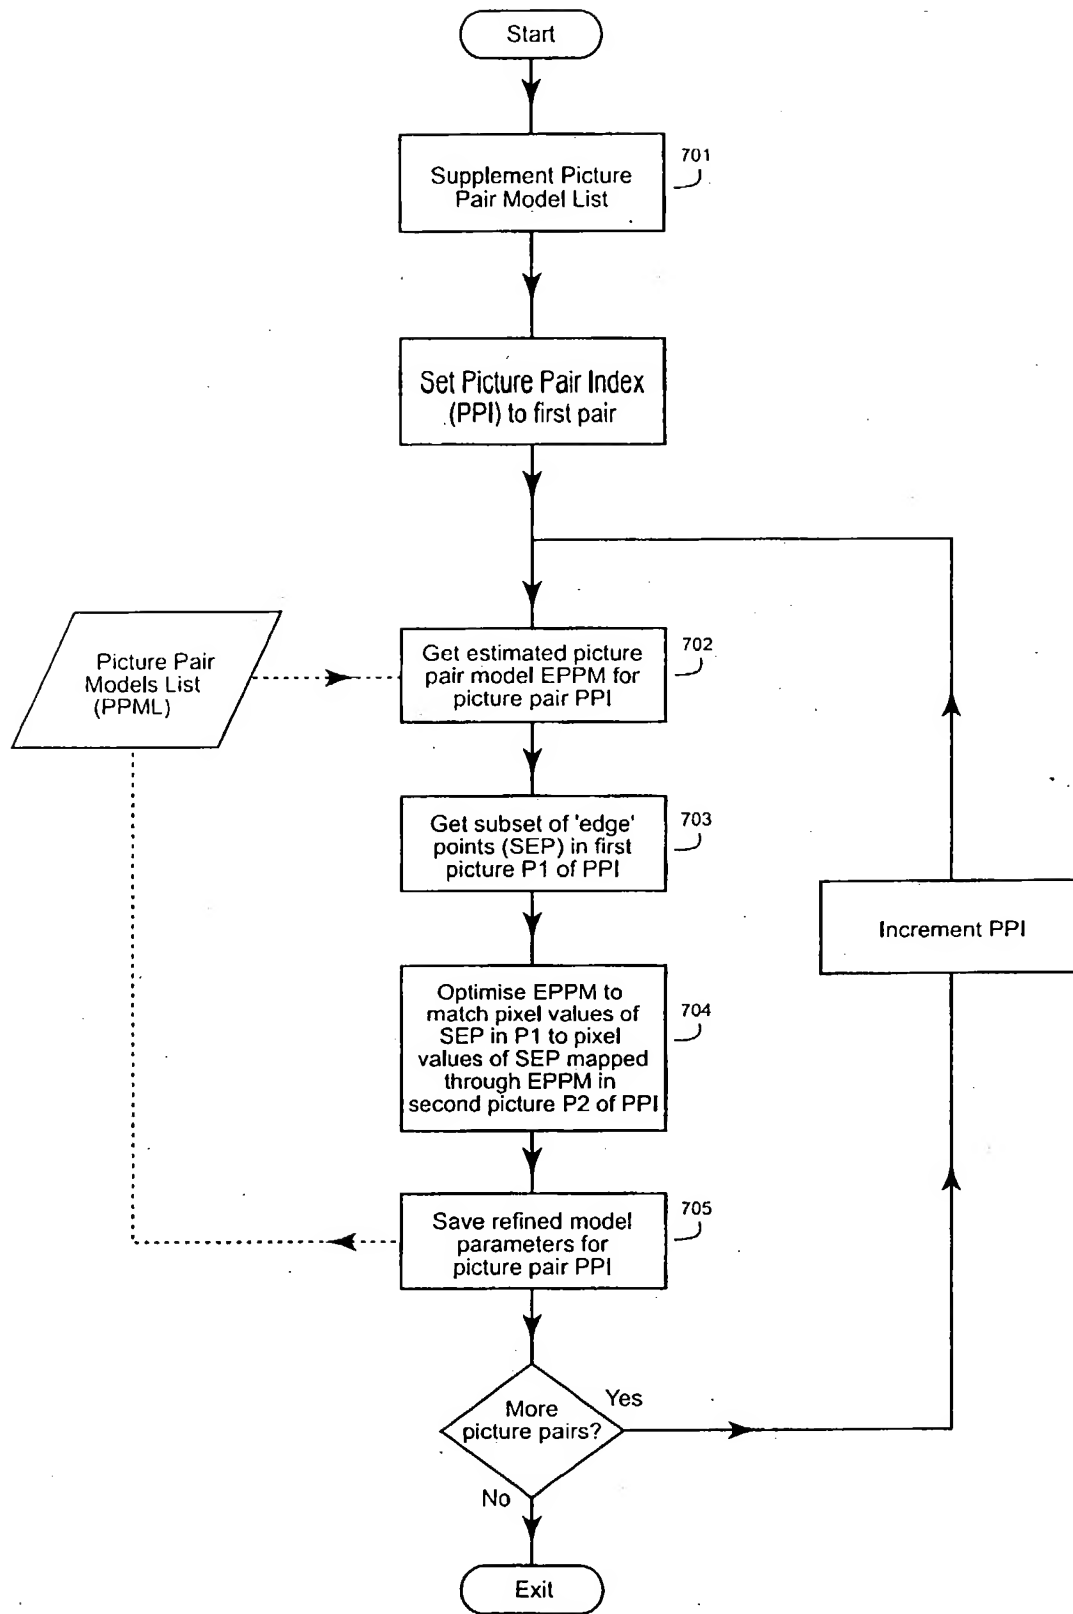 Start
Supplement Picture
Pair Model List
701
Set Picture Pair Index
(PPI) to first pair
Picture Pair
Models List
(PPML)
Get estimated picture
pair model EPPM for
picture pair PPI
702
Get subset of 'edge'
points (SEP) in first
picture P1 of PPI
703
Increment PPI
Optimise EPPM to
match pixel values of
SEP in P1 to pixel
values of SEP mapped
through EPPM in
second picture P2 of PPI
704
Save refined model
parameters for
picture pair PPI
705
More
picture pairs?
Yes
No
Exit